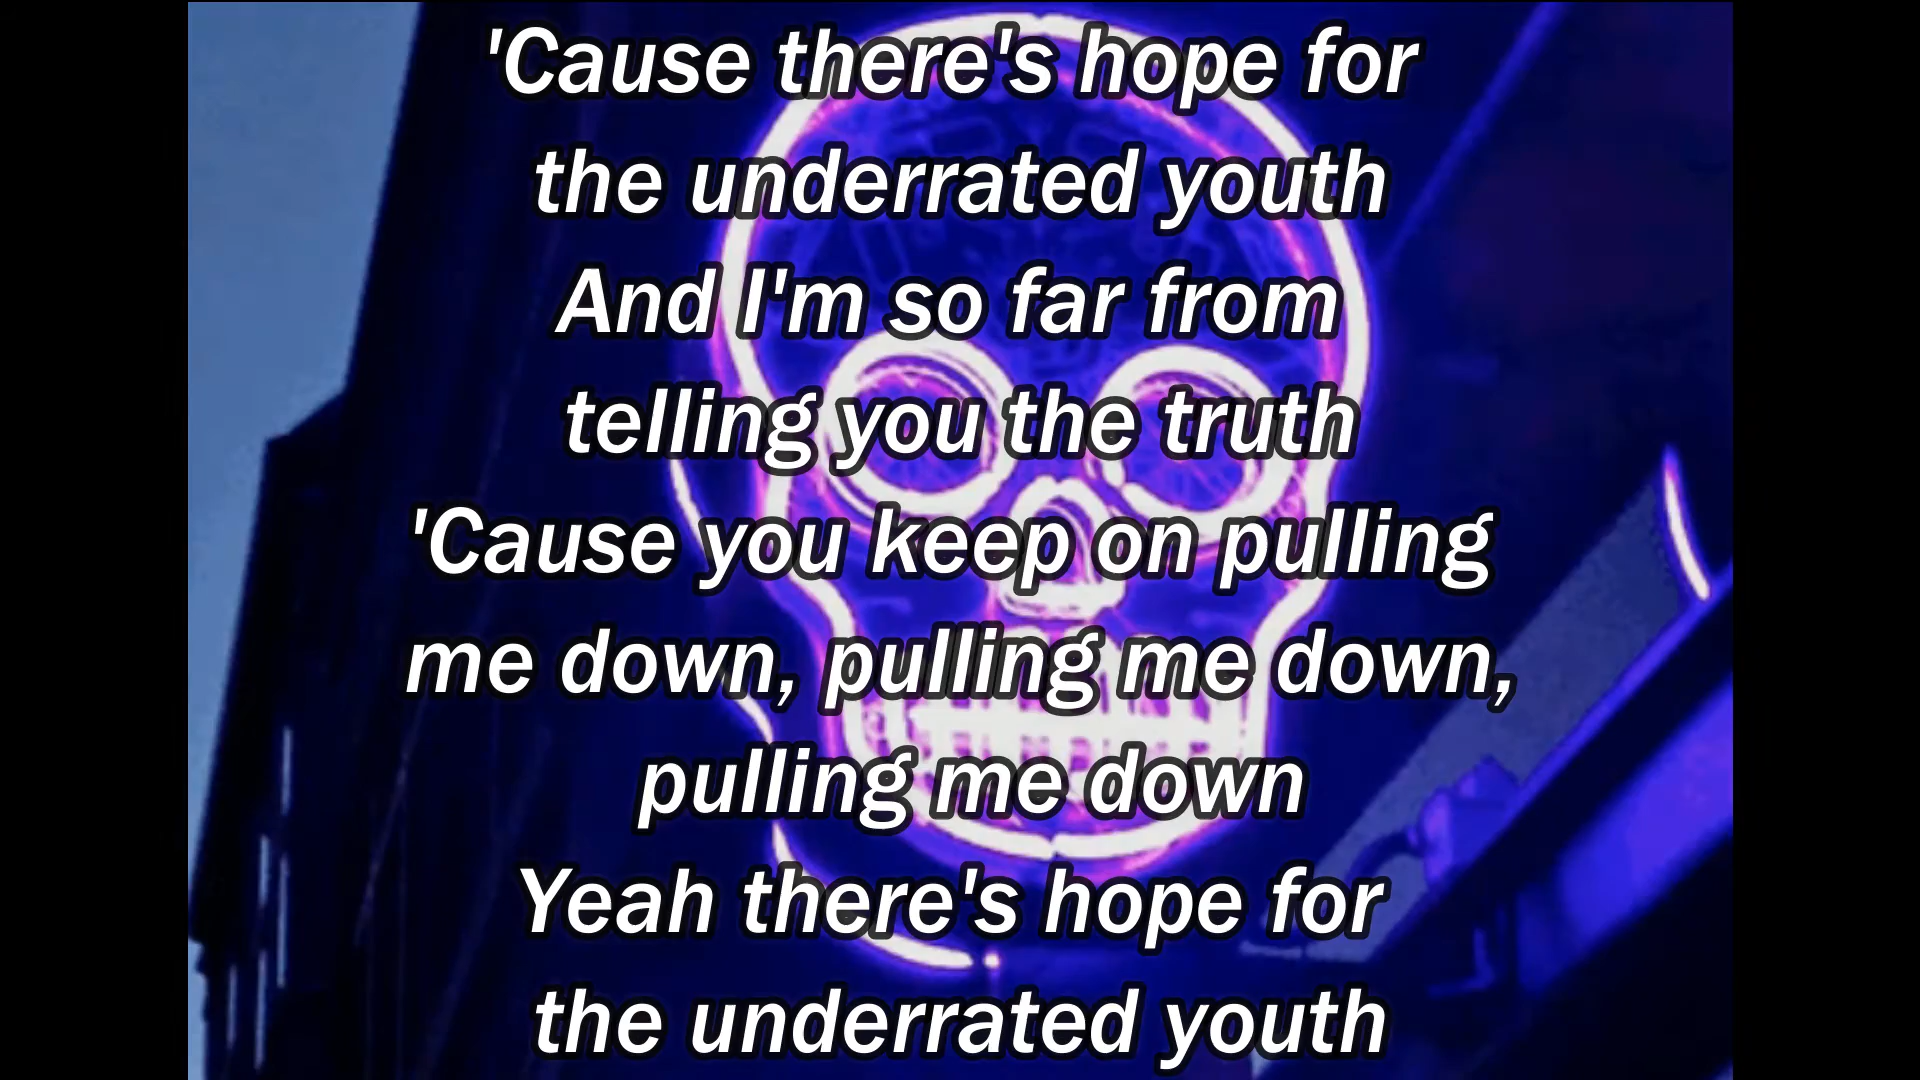 'Cause there's hope for
the underrated youth
And I'm so far from
telling you the truth
'Cause you keep on pulling
me down, pulling me down,
pulling me down
Yeah there's hope for
the underrated youth